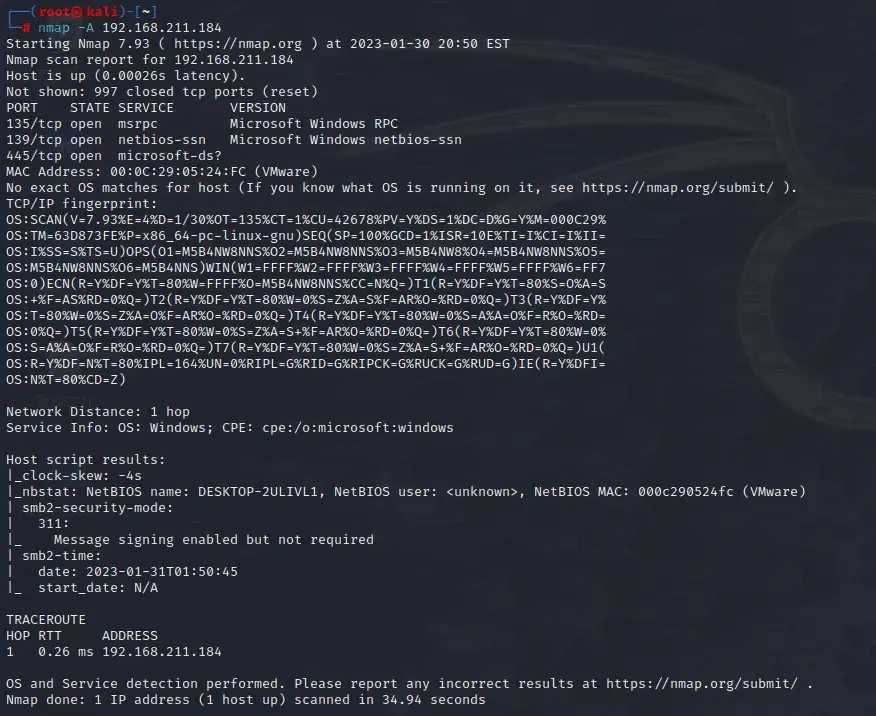 ┌──(root㉿kali)-[~]
└─# nmap -A 192.168.211.184
Starting Nmap 7.93 ( https://nmap.org ) at 2023-01-30 20:50 EST
Nmap scan report for 192.168.211.184
Host is up (0.00026s latency).
Not shown: 997 closed tcp ports (reset)
PORT    STATE SERVICE       VERSION
135/tcp open  msrpc         Microsoft Windows RPC
139/tcp open  netbios-ssn   Microsoft Windows netbios-ssn
445/tcp open  microsoft-ds?
MAC Address: 00:0C:29:05:24:FC (VMware)
No exact OS matches for host (If you know what OS is running on it, see https://nmap.org/submit/ ).
TCP/IP fingerprint:
OS:SCAN(V=7.93%E=4%D=1/30%OT=135%CT=1%CU=42678%PV=Y%DS=1%DC=D%G=Y%M=000C29%
OS:TM=63D873FE%P=x86_64-pc-linux-gnu)SEQ(SP=100%GCD=1%ISR=10E%TI=I%CI=I%II=
OS:I%SS=S%TS=U)OPS(O1=M5B4NW8NNS%O2=M5B4NW8NNS%O3=M5B4NW8%O4=M5B4NW8NNS%O5=
OS:M5B4NW8NNS%O6=M5B4NNS)WIN(W1=FFFF%W2=FFFF%W3=FFFF%W4=FFFF%W5=FFFF%W6=FF7
OS:0)ECN(R=Y%DF=Y%T=80%W=FFFF%O=M5B4NW8NNS%CC=N%Q=)T1(R=Y%DF=Y%T=80%S=O%A=S
OS:+%F=AS%RD=0%Q=)T2(R=Y%DF=Y%T=80%W=0%S=Z%A=S%F=AR%O=%RD=0%Q=)T3(R=Y%DF=Y%
OS:T=80%W=0%S=Z%A=O%F=AR%O=%RD=0%Q=)T4(R=Y%DF=Y%T=80%W=0%S=A%A=O%F=R%O=%RD=
OS:0%Q=)T5(R=Y%DF=Y%T=80%W=0%S=Z%A=S+%F=AR%O=%RD=0%Q=)T6(R=Y%DF=Y%T=80%W=0%
OS:S=A%A=O%F=R%O=%RD=0%Q=)T7(R=Y%DF=Y%T=80%W=0%S=Z%A=S+%F=AR%O=%RD=0%Q=)U1(
OS:R=Y%DF=N%T=80%IPL=164%UN=0%RIPL=G%RID=G%RIPCK=G%RUCK=G%RUD=G)IE(R=Y%DFI=
OS:N%T=80%CD=Z)
Network Distance: 1 hop
Service Info: OS: Windows; CPE: cpe:/o:microsoft:windows
Host script results:
|_clock-skew: -4s
|_nbstat: NetBIOS name: DESKTOP-2ULIVL1, NetBIOS user: <unknown>, NetBIOS MAC: 000c290524fc (VMware)
| smb2-security-mode:
|   311:
|_    Message signing enabled but not required
| smb2-time:
|   date: 2023-01-31T01:50:45
|_  start_date: N/A
TRACEROUTE
HOP RTT     ADDRESS
1   0.26 ms 192.168.211.184
OS and Service detection performed. Please report any incorrect results at https://nmap.org/submit/ .
Nmap done: 1 IP address (1 host up) scanned in 34.94 seconds